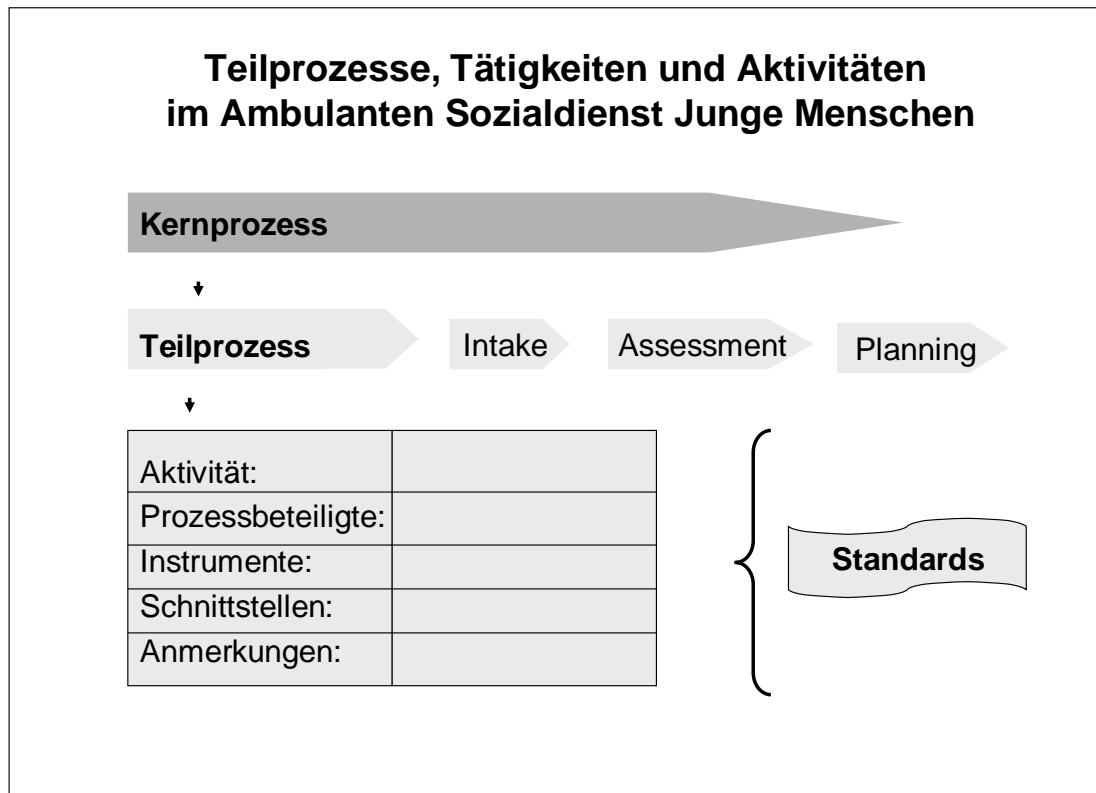 Teilprozesse, Tätigkeiten und Aktivitäten
im Ambulanten Sozialdienst Junge Menschen
Kernprozess
Teilprozess
Intake
Assessment
Planning
Aktivität:
Prozessbeteiligte:
Instrumente:
Schnittstellen:
Anmerkungen:
Standards